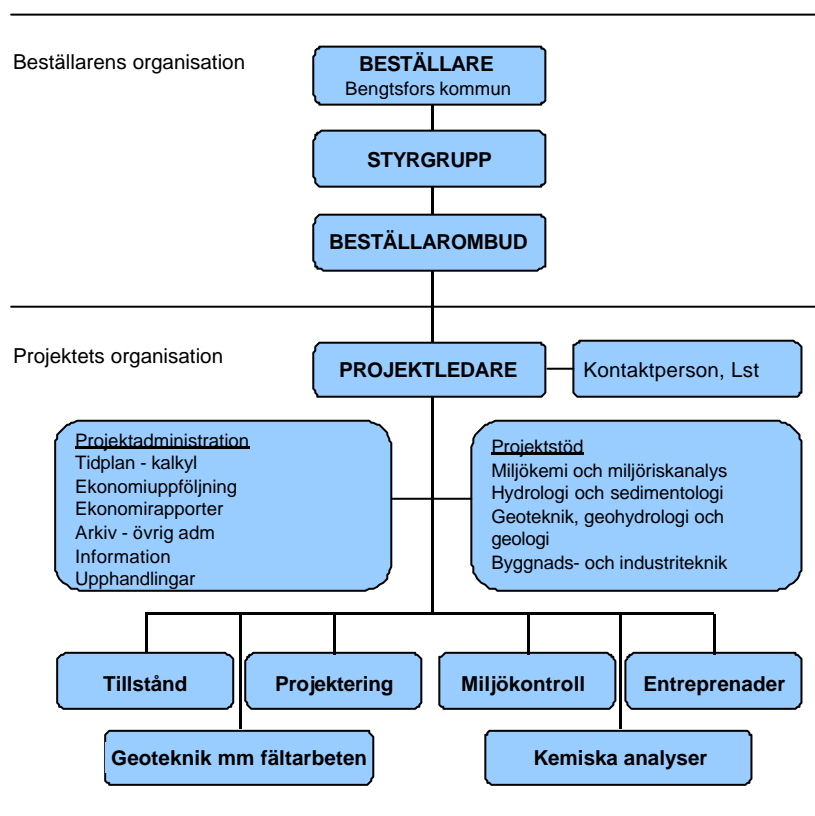 Beställarens organisation
BESTÄLLARE
Bengtsfors kommun
STYRGRUPP
BESTÄLLAROMBUD
Projektets organisation
PROJEKTLEDARE
Kontaktperson, Lst
Projektadministration
Tidplan - kalkyl
Ekonomiuppföljning
Ekonomirapporter
Arkiv - övrig adm
Information
Upphandlingar
Projektstöd
Miljökemi och miljöriskanalys
Hydrologi och sedimentologi
Geoteknik, geohydrologi och
geologi
Byggnads- och industriteknik
Tillstånd
Projektering
Miljökontroll
Entreprenader
Geoteknik mm fältarbeten
Kemiska analyser